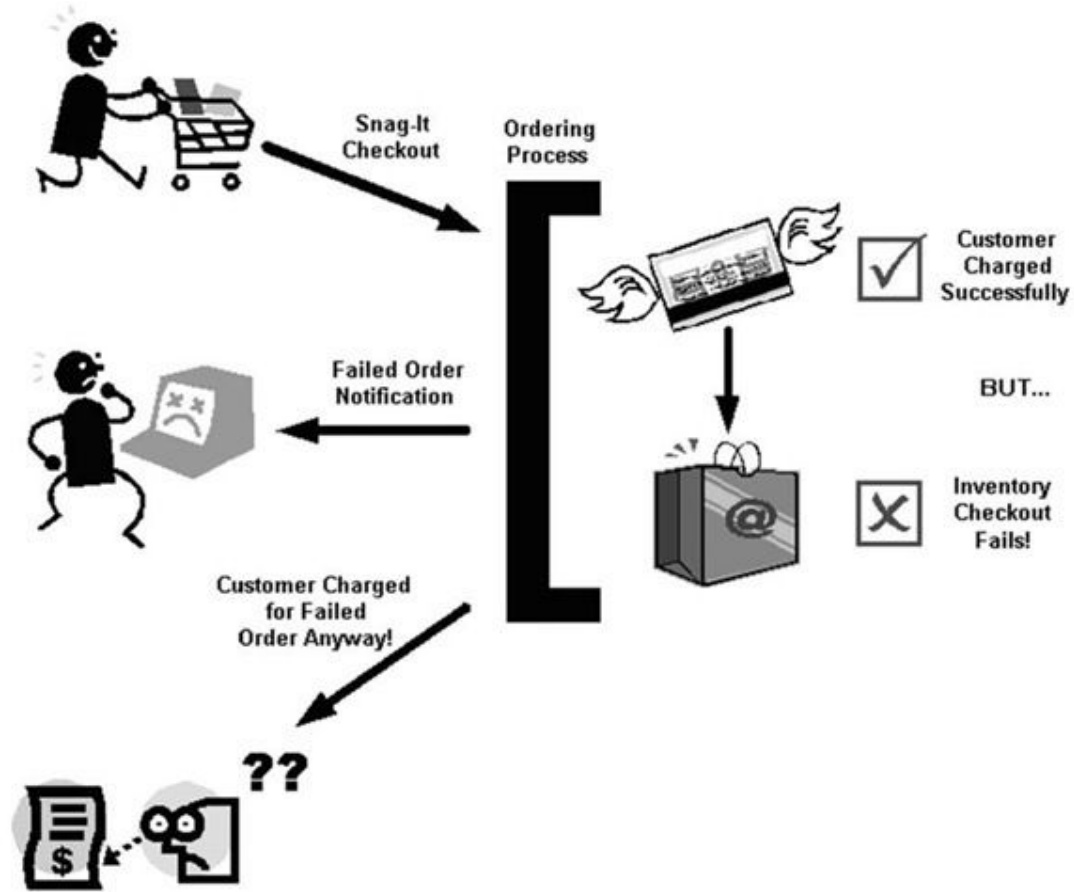 Snag-It
Checkout
Ordering
Process
Customer
Charged
Successfully
Failed Order
Notification
BUT...
@
Inventory
Checkout
Fails!
Customer Charged
for Failed
Order Anyway!
??
$